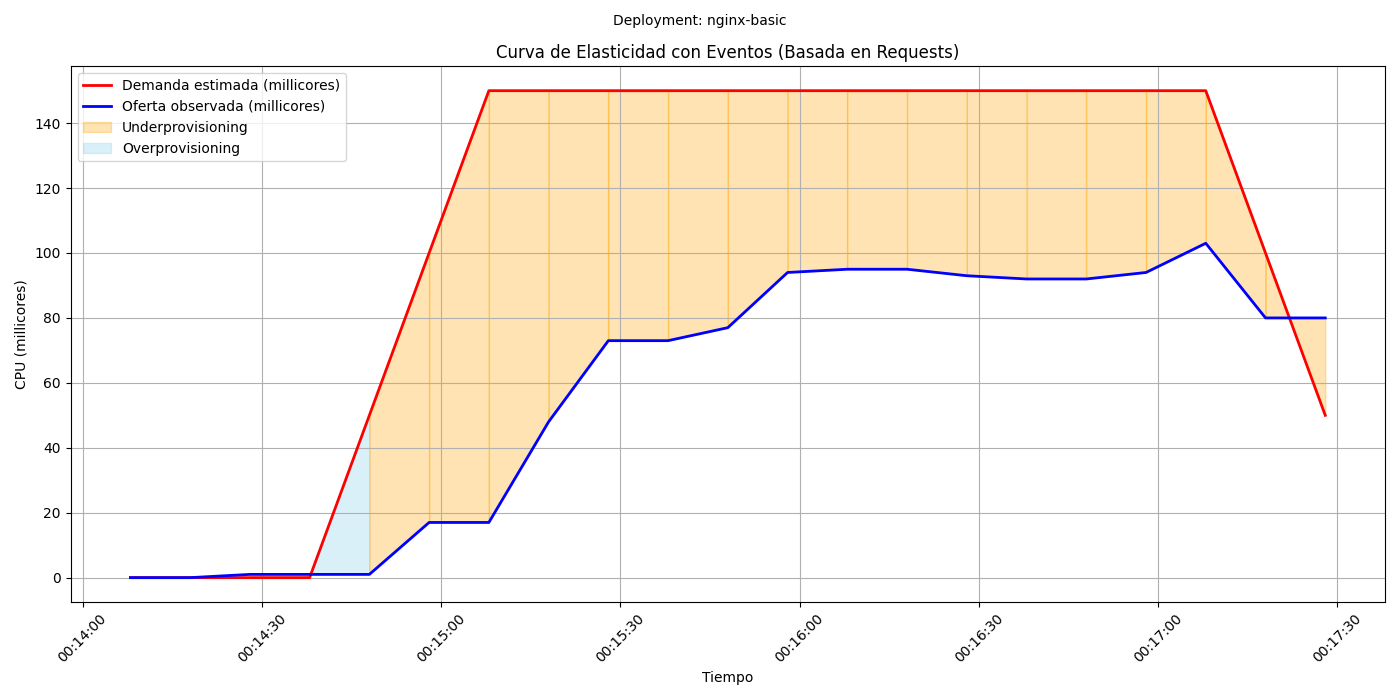 Deployment: nginx-basic
Curva de Elasticidad con Eventos (Basada en Requests)
Demanda estimada (millicores)
Oferta observada (millicores)
Underprovisioning
Overprovisioning
CPU (millicores)
140
120
100
80
60
40
20
0
00:14:00
00:14:30
00:15:00
00:15:30
00:16:00
00:16:30
00:17:00
00:17:30
Tiempo